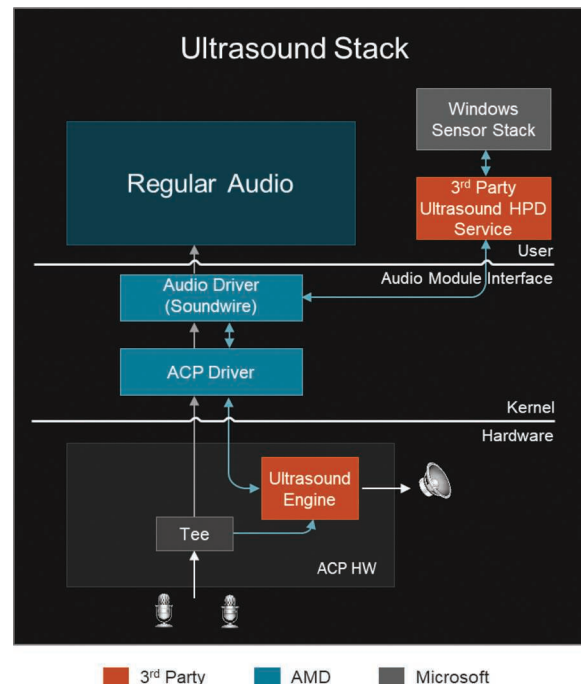 Ultrasound Stack
Windows
Sensor Stack
Regular Audio
3rd Party
Ultrasound HPD
Service
User
Audio Module Interface
Audio Driver
(Soundwire)
ACP Driver
Kernel
Hardware
Ultrasound
Engine
Tee
ACP HW
3rd Party
AMD
Microsoft